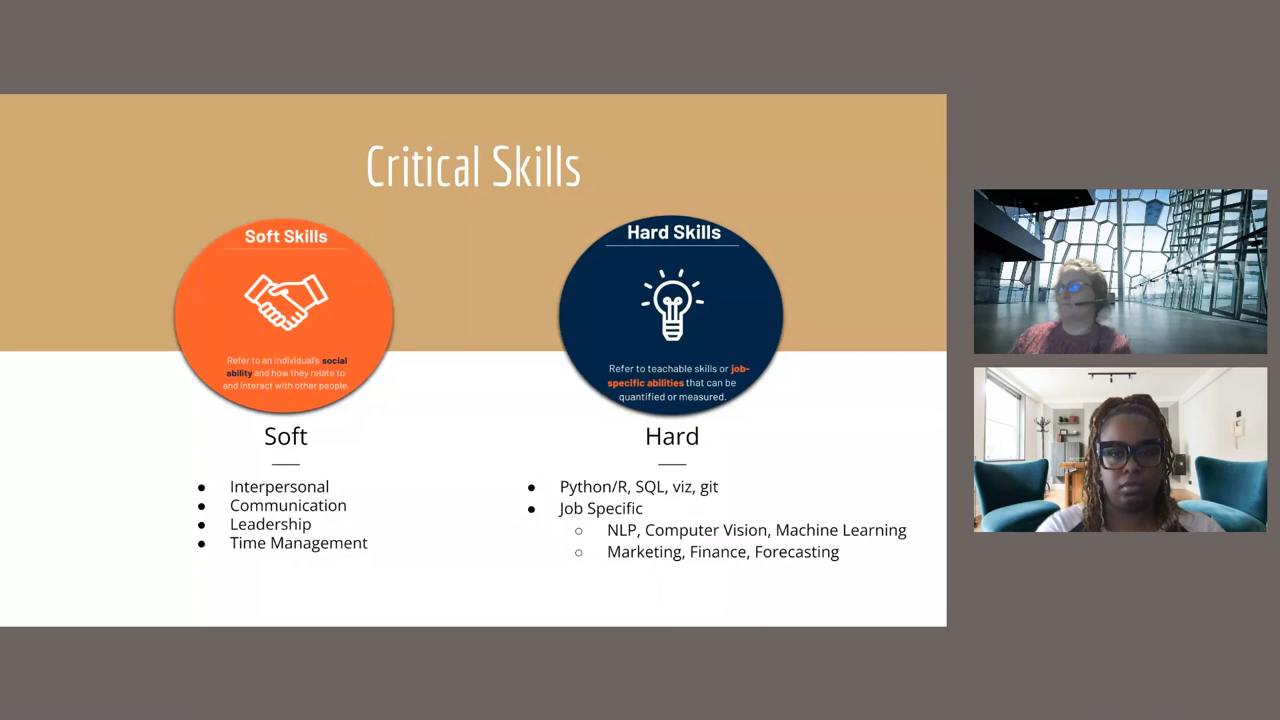 Critical Skills
Soft Skills
Refer to an individual's social
ability and how they relate to
and interact with other people.
Hard Skills
Refer to teachable skills or job-
specific abilities that can be
quantified or measured.
Soft
● Interpersonal
● Communication
● Leadership
● Time Management
Hard
● Python/R, SQL, viz, git
● Job Specific
○ NLP, Computer Vision, Machine Learning
○ Marketing, Finance, Forecasting